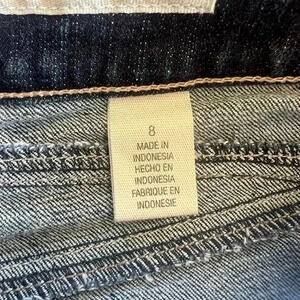 8
MADE IN
INDONESIA
HECHO EN
INDONESIA
FABRIQUE EN
INDONESIE